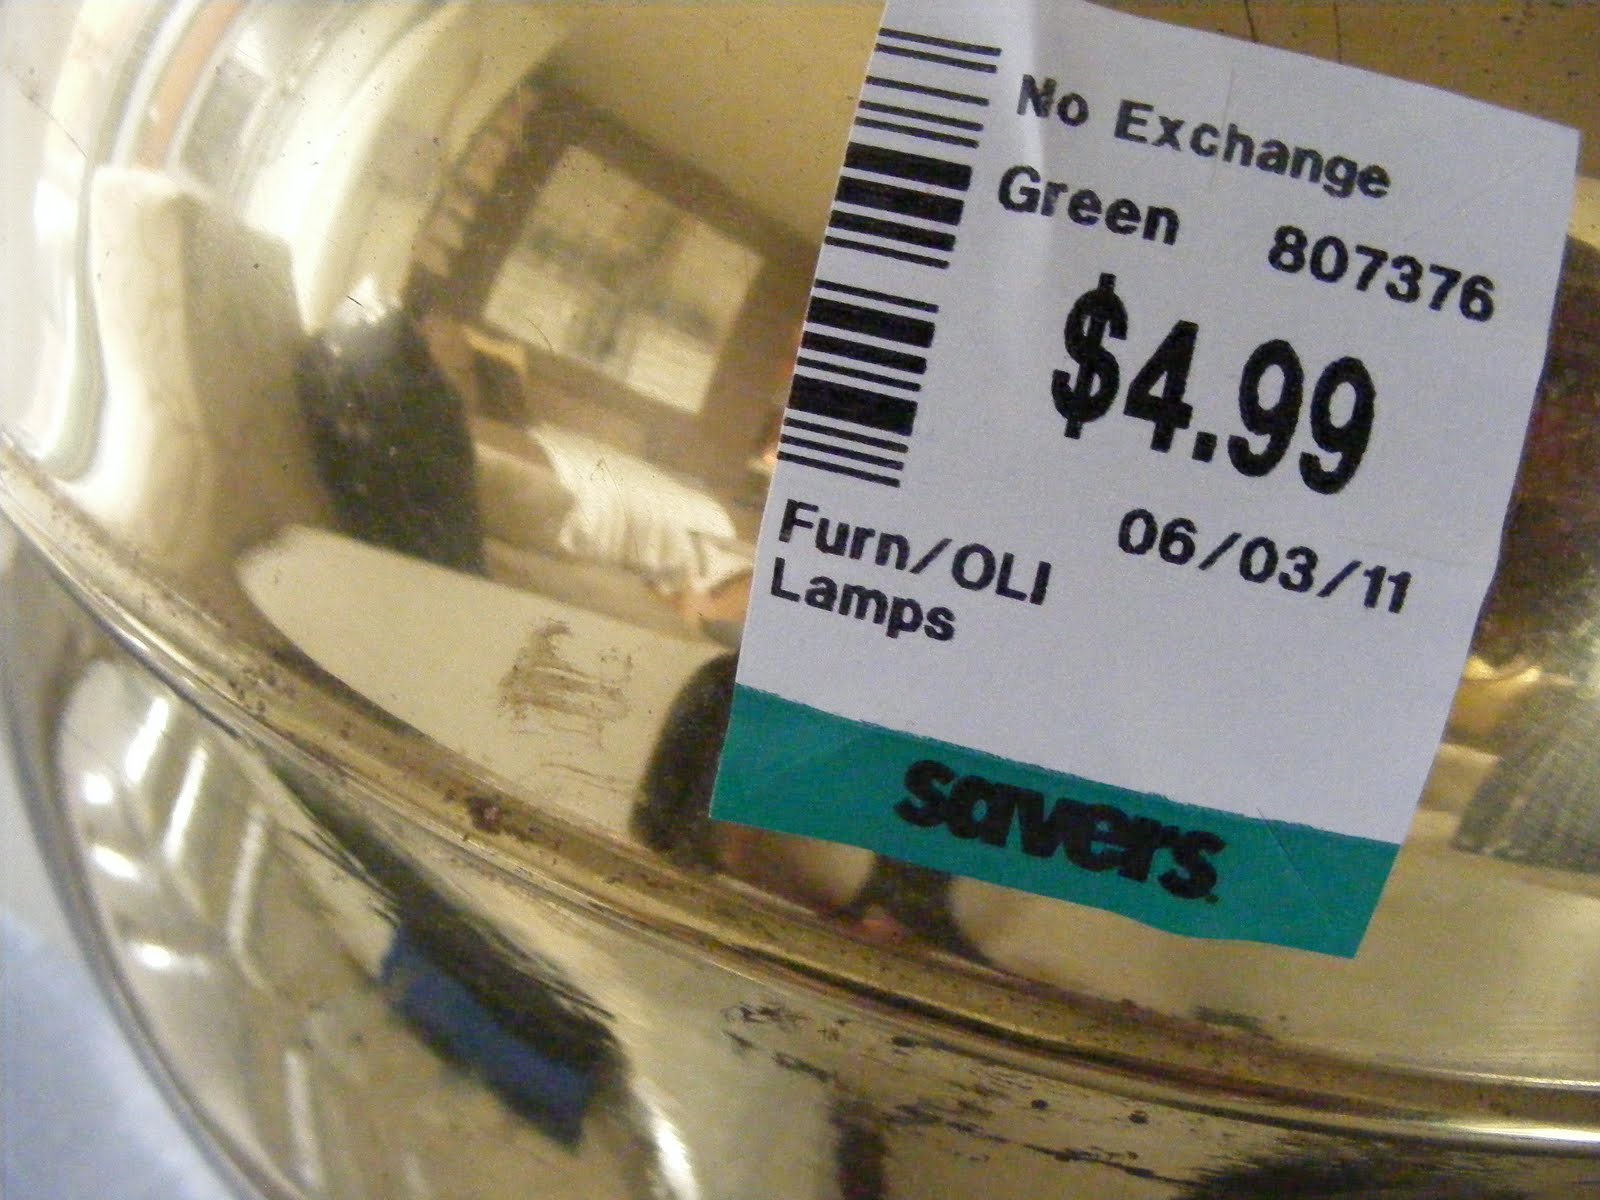 No Exchange
Green 807376
$4.99
Furn/OLI 06/03/11
Lamps
savers.